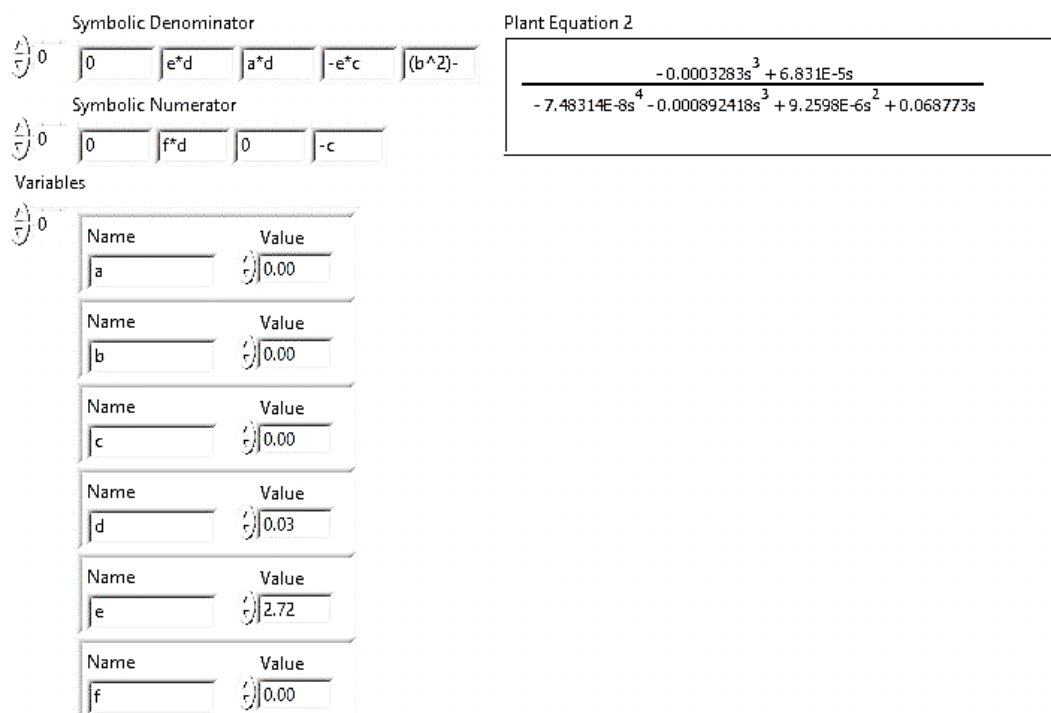 Symbolic Denominator
0 0 e*d a*d -e*c (b^2)-
Symbolic Numerator
0 0 f*d 0 -c
Variables
0
Name Value
a 0.00
Name Value
b 0.00
Name Value
c 0.00
Name Value
d 0.03
Name Value
e 2.72
Name Value
f 0.00
Plant Equation 2
-0.0003283s^3 + 6.831E-5s
-7.48314E-8s^4 - 0.000892418s^3 + 9.2598E-6s^2 + 0.068773s